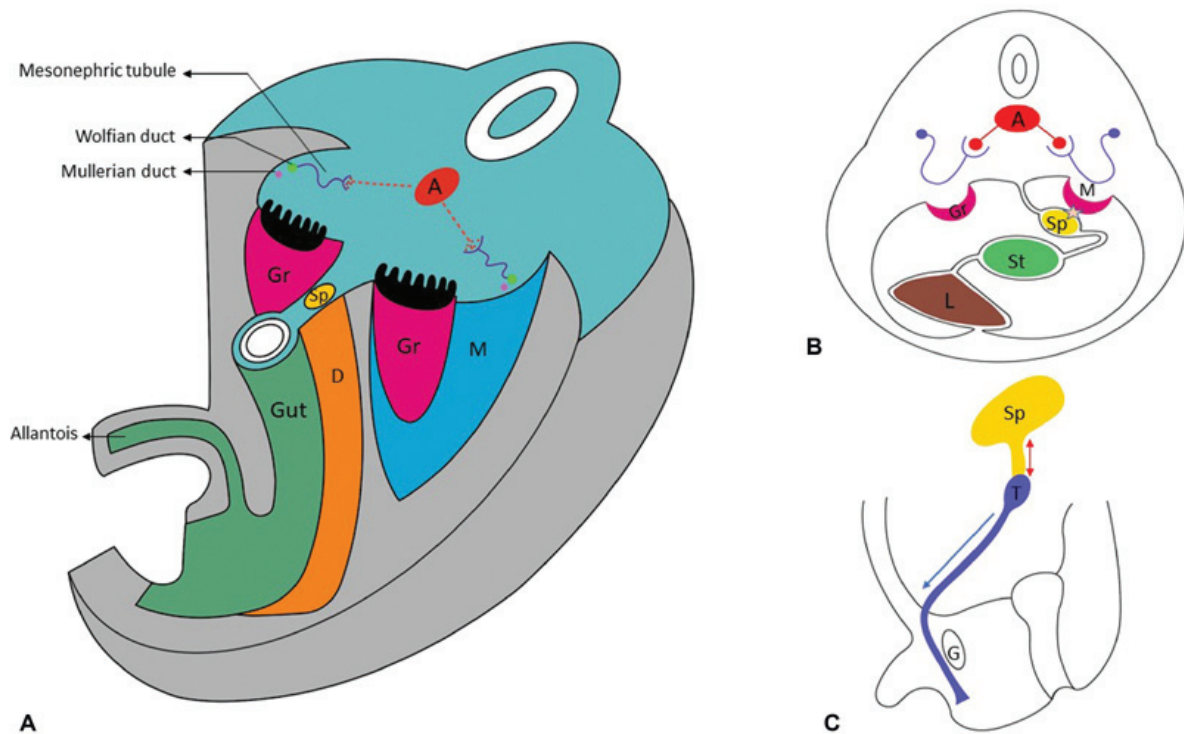 Mesonephric tubule
Wolfian duct
Mullerian duct
A
Gr
Sp
Gr
M
D
Gut
Allantois
A
A
M
Gr
Sp
St
L
B
Sp
T
G
C